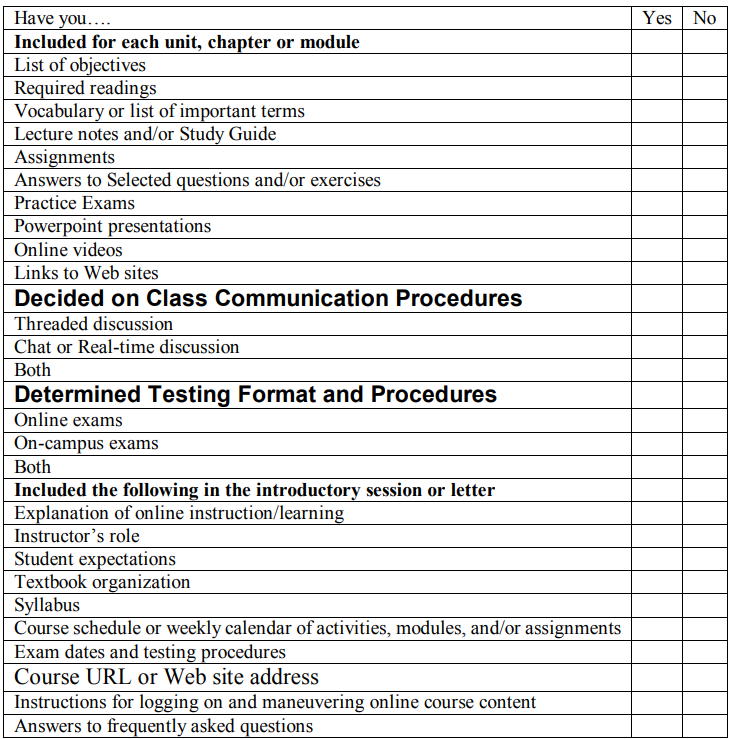 Have you…. Yes No
Included for each unit, chapter or module
List of objectives
Required readings
Vocabulary or list of important terms
Lecture notes and/or Study Guide
Assignments
Answers to Selected questions and/or exercises
Practice Exams
Powerpoint presentations
Online videos
Links to Web sites
Decided on Class Communication Procedures
Threaded discussion
Chat or Real-time discussion
Both
Determined Testing Format and Procedures
Online exams
On-campus exams
Both
Included the following in the introductory session or letter
Explanation of online instruction/learning
Instructor’s role
Student expectations
Textbook organization
Syllabus
Course schedule or weekly calendar of activities, modules, and/or assignments
Exam dates and testing procedures
Course URL or Web site address
Instructions for logging on and maneuvering online course content
Answers to frequently asked questions